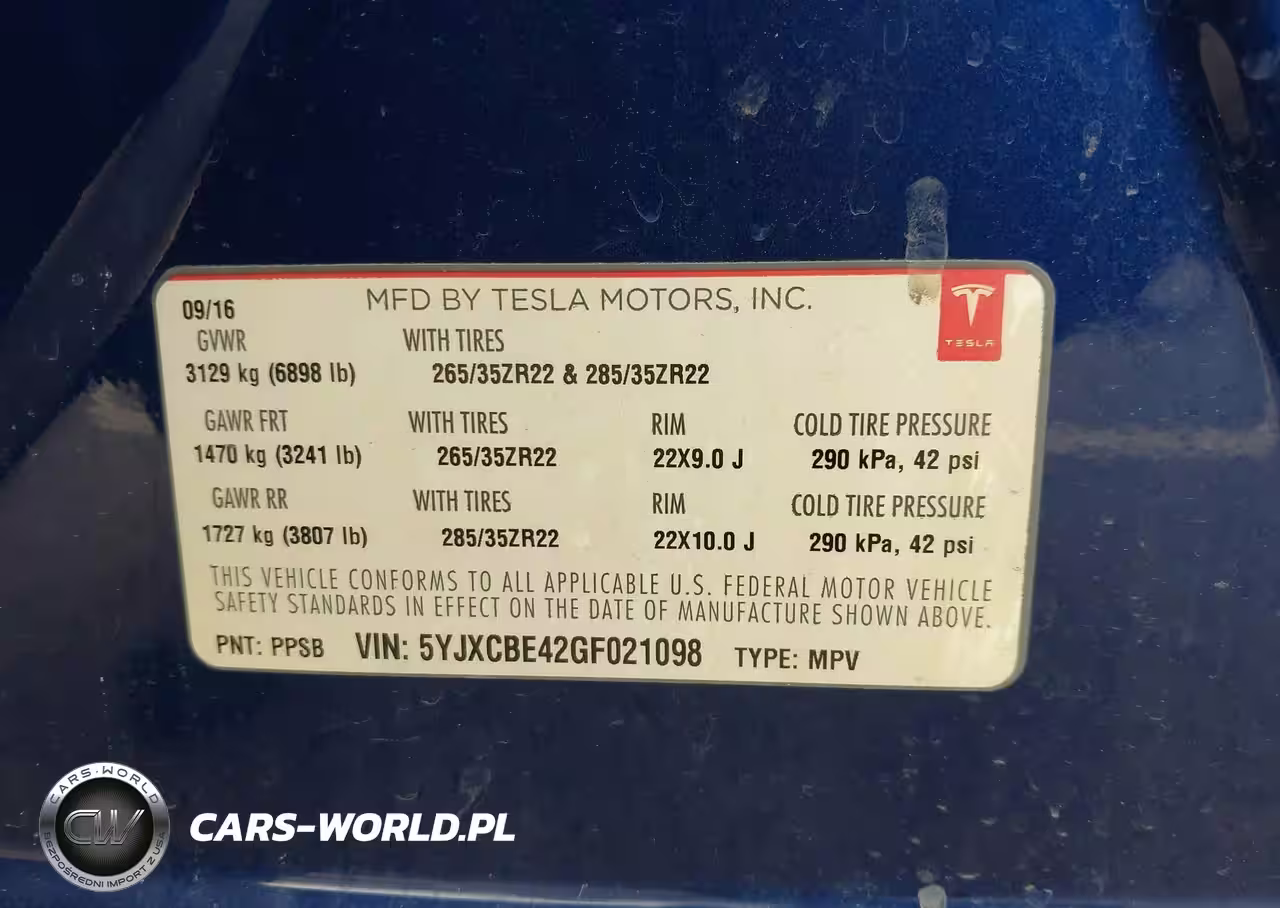 09/16 MFD BY TESLA MOTORS, INC.
TESLA
GVWR WITH TIRES
3129 kg (6898 lb) 265/35ZR22 & 285/35ZR22
GAWR FRT WITH TIRES RIM COLD TIRE PRESSURE
1470 kg (3241 lb) 265/35ZR22 22X9.0 J 290 kPa, 42 psi
GAWR RR WITH TIRES RIM COLD TIRE PRESSURE
1727 kg (3807 lb) 285/35ZR22 22X10.0 J 290 kPa, 42 psi
THIS VEHICLE CONFORMS TO ALL APPLICABLE U.S. FEDERAL MOTOR VEHICLE
SAFETY STANDARDS IN EFFECT ON THE DATE OF MANUFACTURE SHOWN ABOVE.
PNT: PPSB VIN: 5YJXCBE42GF021098 TYPE: MPV
CARS-WORLD
CW
BEZPOŚREDNI IMPORT Z USA
CARS-WORLD.PL